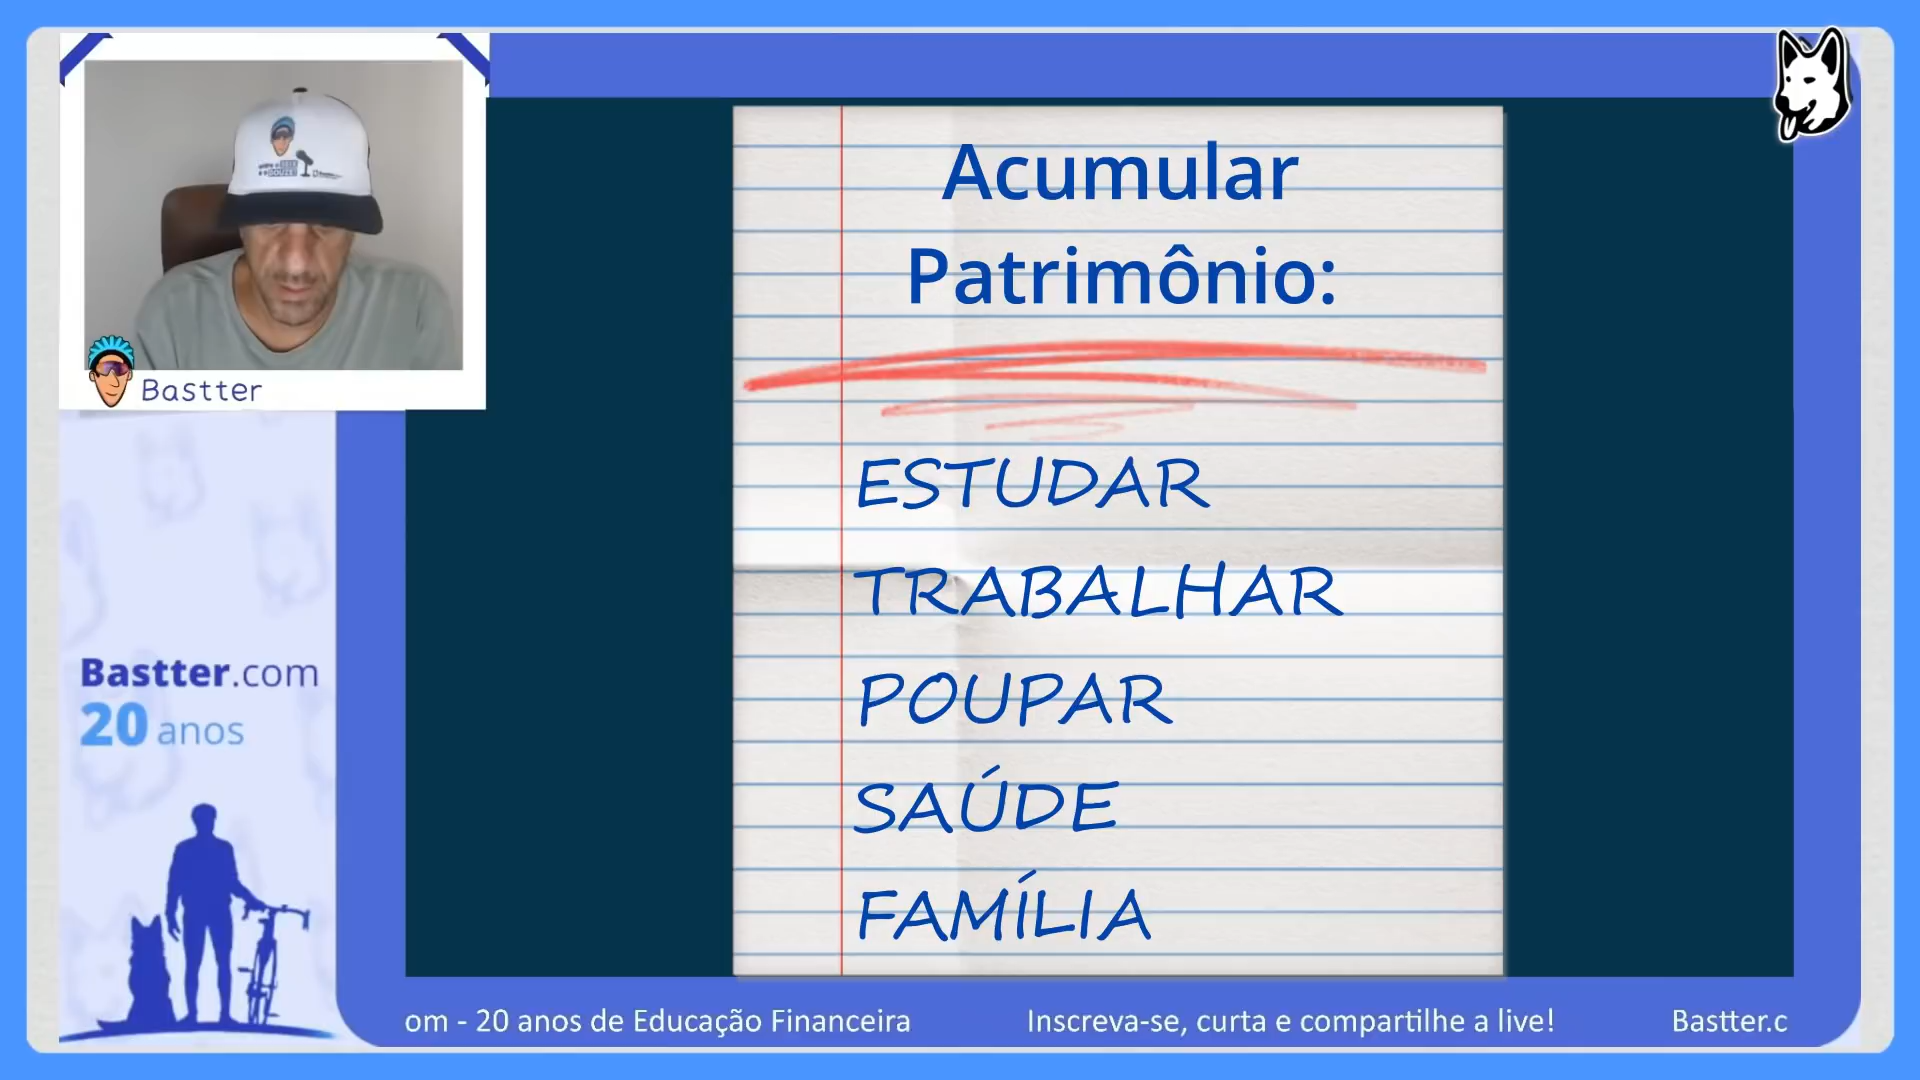 Bastter
Acumular
Patrimônio:
ESTUDAR
TRABALHAR
POUPAR
SAÚDE
FAMÍLIA
Bastter.com
20 anos
om - 20 anos de Educação Financeira Inscreva-se, curta e compartilhe a live! Bastter.c